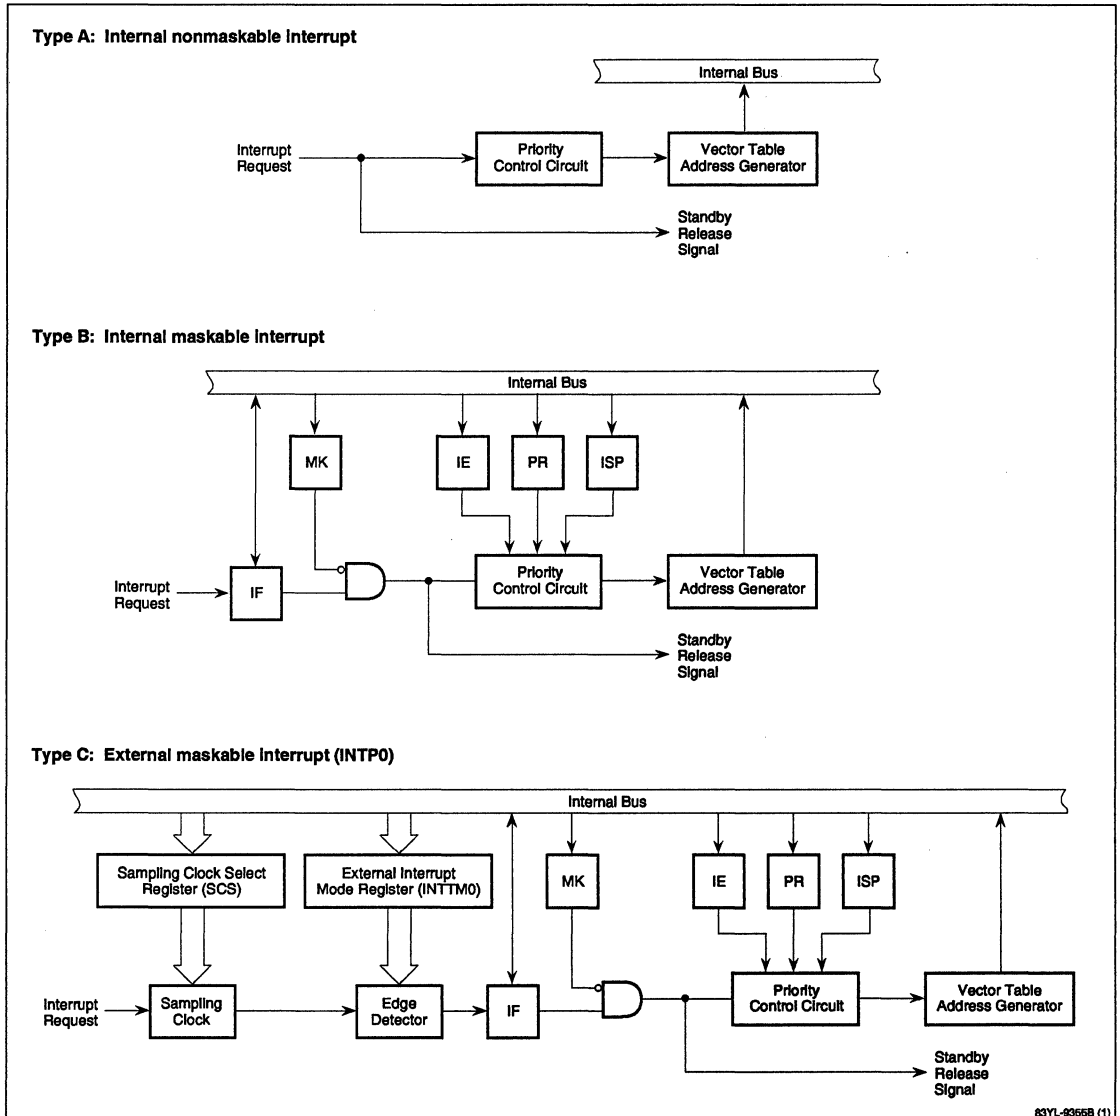 Type A: Internal nonmaskable interrupt
Internal Bus
Interrupt
Request
Priority
Control Circuit
Vector Table
Address Generator
Standby
Release
Signal
Type B: Internal maskable interrupt
Internal Bus
MK
IE
PR
ISP
Interrupt
Request
IF
Priority
Control Circuit
Vector Table
Address Generator
Standby
Release
Signal
Type C: External maskable interrupt (INTP0)
Internal Bus
Sampling Clock Select
Register (SCS)
External Interrupt
Mode Register (INTTM0)
MK
IE
PR
ISP
Interrupt
Request
Sampling
Clock
Edge
Detector
IF
Priority
Control Circuit
Vector Table
Address Generator
Standby
Release
Signal
83YL-9355B (1)